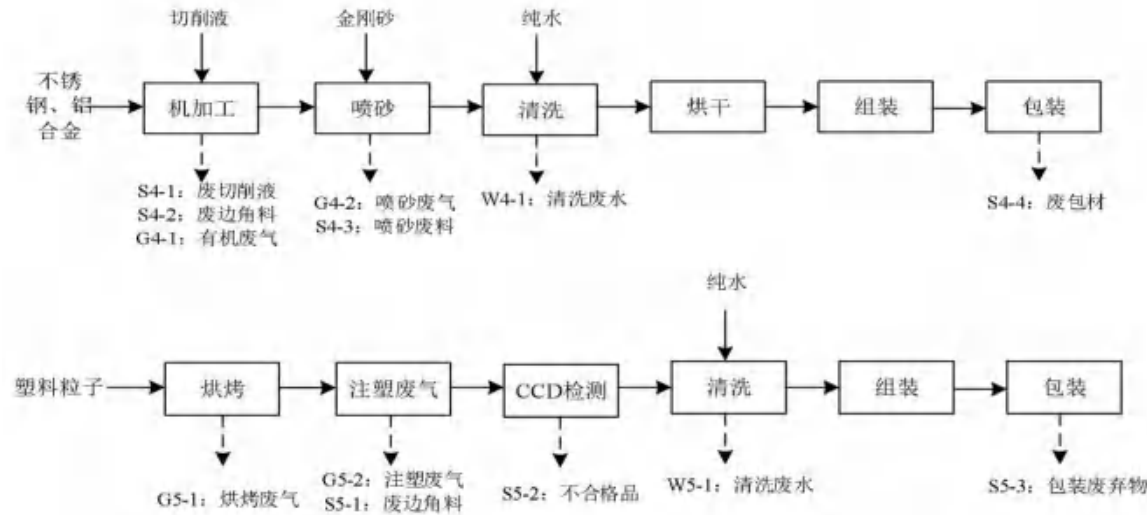 切削液
金刚砂
纯水
不锈
钢、铝
合金
机加工
喷砂
清洗
烘干
组装
包装
S4-1：废切削液
S4-2：废边角料
G4-1：有机废气
G4-2：喷砂废气
S4-3：喷砂废料
W4-1：清洗废水
S4-4：废包材
纯水
塑料粒子
烘烤
注塑废气
CCD检测
清洗
组装
包装
G5-1：烘烤废气
G5-2：注塑废气
S5-1：废边角料
S5-2：不合格品
W5-1：清洗废水
S5-3：包装废弃物